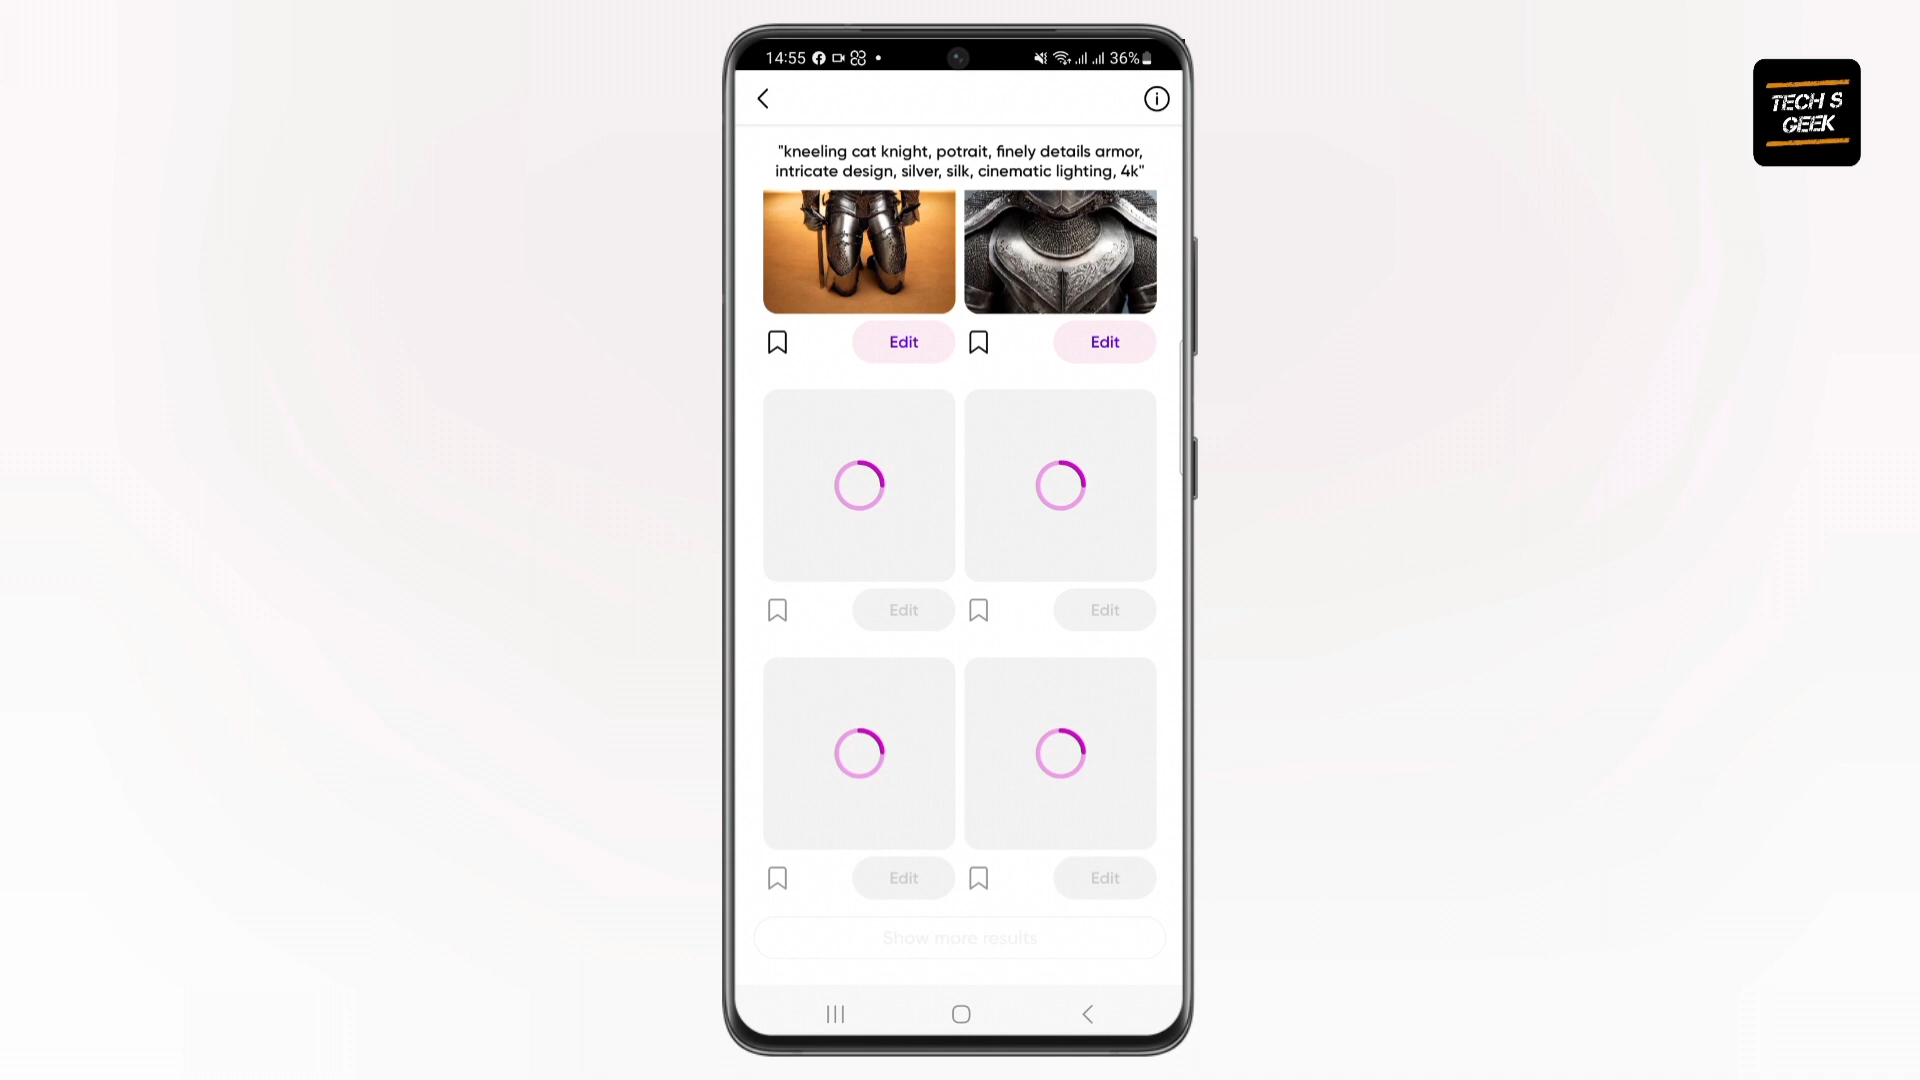 14:55
36%
TECH S
GEEK
"kneeling cat knight, potrait, finely details armor,
intricate design, silver, silk, cinematic lighting, 4k"
Edit
Edit
Edit
Edit
Edit
Edit
Show more results